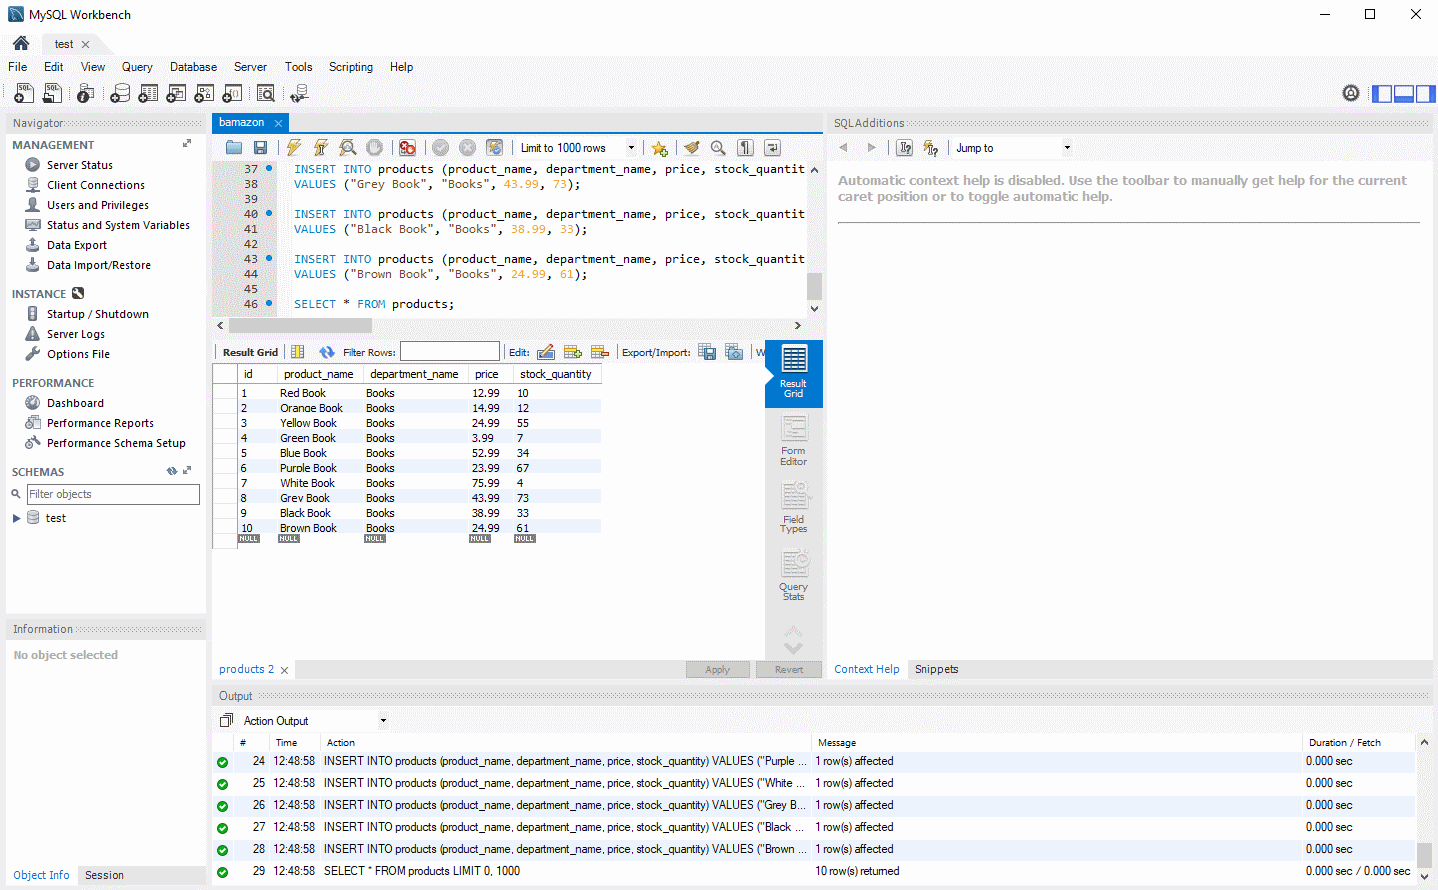 MySQL Workbench
test
File Edit View Query Database Server Tools Scripting Help
Navigator
MANAGEMENT
Server Status
Client Connections
Users and Privileges
Status and System Variables
Data Export
Data Import/Restore
INSTANCE
Startup / Shutdown
Server Logs
Options File
PERFORMANCE
Dashboard
Performance Reports
Performance Schema Setup
SCHEMAS
Filter objects
test
Information
No object selected
Object Info Session
bamazon
Limit to 1000 rows
37 INSERT INTO products (product_name, department_name, price, stock_quantit
38 VALUES ("Grey Book", "Books", 43.99, 73);
39
40 INSERT INTO products (product_name, department_name, price, stock_quantit
41 VALUES ("Black Book", "Books", 38.99, 33);
42
43 INSERT INTO products (product_name, department_name, price, stock_quantit
44 VALUES ("Brown Book", "Books", 24.99, 61);
45
46 SELECT * FROM products;
Result Grid Filter Rows: Edit: Export/Import: W
id product_name department_name price stock_quantity
1 Red Book Books 12.99 10
2 Orange Book Books 14.99 12
3 Yellow Book Books 24.99 55
4 Green Book Books 3.99 7
5 Blue Book Books 52.99 34
6 Purple Book Books 23.99 67
7 White Book Books 75.99 4
8 Grey Book Books 43.99 73
9 Black Book Books 38.99 33
10 Brown Book Books 24.99 61
NULL NULL NULL NULL NULL
Result
Grid
Form
Editor
Field
Types
Query
Stats
products 2 Apply Revert
SQLAdditions
Jump to
Automatic context help is disabled. Use the toolbar to manually get help for the current
caret position or to toggle automatic help.
Context Help Snippets
Output
Action Output
# Time Action Message Duration / Fetch
24 12:48:58 INSERT INTO products (product_name, department_name, price, stock_quantity) VALUES ("Purple ... 1 row(s) affected 0.000 sec
25 12:48:58 INSERT INTO products (product_name, department_name, price, stock_quantity) VALUES ("White ... 1 row(s) affected 0.000 sec
26 12:48:58 INSERT INTO products (product_name, department_name, price, stock_quantity) VALUES ("Grey B... 1 row(s) affected 0.000 sec
27 12:48:58 INSERT INTO products (product_name, department_name, price, stock_quantity) VALUES ("Black ... 1 row(s) affected 0.000 sec
28 12:48:58 INSERT INTO products (product_name, department_name, price, stock_quantity) VALUES ("Brown ... 1 row(s) affected 0.000 sec
29 12:48:58 SELECT * FROM products LIMIT 0, 1000 10 row(s) returned 0.000 sec / 0.000 sec